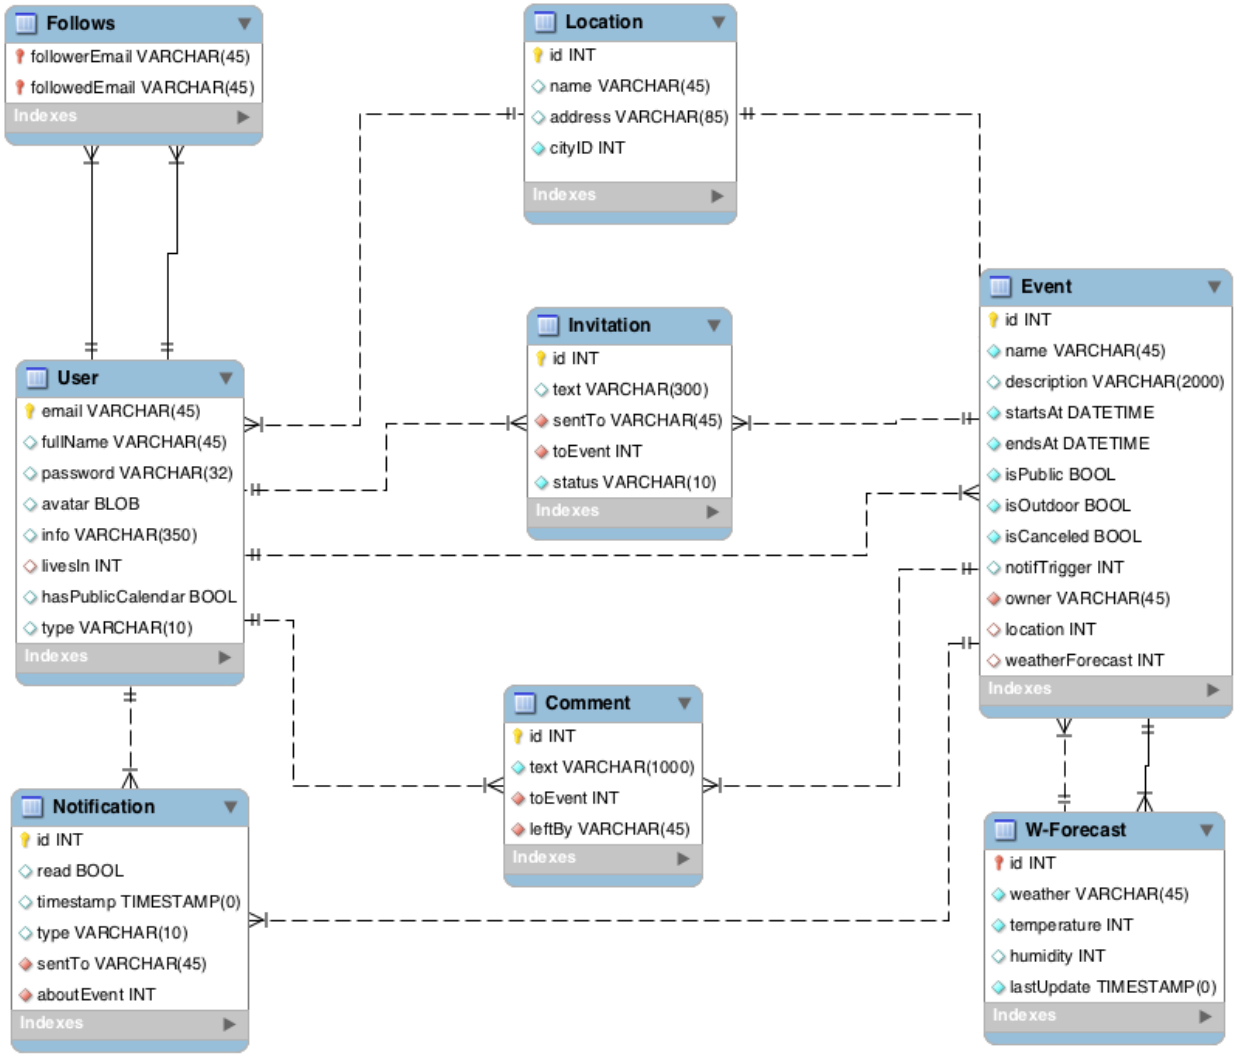 Follows
followerEmail VARCHAR(45)
followedEmail VARCHAR(45)
Indexes
Location
id INT
name VARCHAR(45)
address VARCHAR(85)
cityID INT
Indexes
Invitation
id INT
text VARCHAR(300)
sentTo VARCHAR(45)
toEvent INT
status VARCHAR(10)
Indexes
Event
id INT
name VARCHAR(45)
description VARCHAR(2000)
startsAt DATETIME
endsAt DATETIME
isPublic BOOL
isOutdoor BOOL
isCanceled BOOL
notifTrigger INT
owner VARCHAR(45)
location INT
weatherForecast INT
Indexes
User
email VARCHAR(45)
fullName VARCHAR(45)
password VARCHAR(32)
avatar BLOB
info VARCHAR(350)
livesIn INT
hasPublicCalendar BOOL
type VARCHAR(10)
Indexes
Comment
id INT
text VARCHAR(1000)
toEvent INT
leftBy VARCHAR(45)
Indexes
Notification
id INT
read BOOL
timestamp TIMESTAMP(0)
type VARCHAR(10)
sentTo VARCHAR(45)
aboutEvent INT
Indexes
W-Forecast
id INT
weather VARCHAR(45)
temperature INT
humidity INT
lastUpdate TIMESTAMP(0)
Indexes